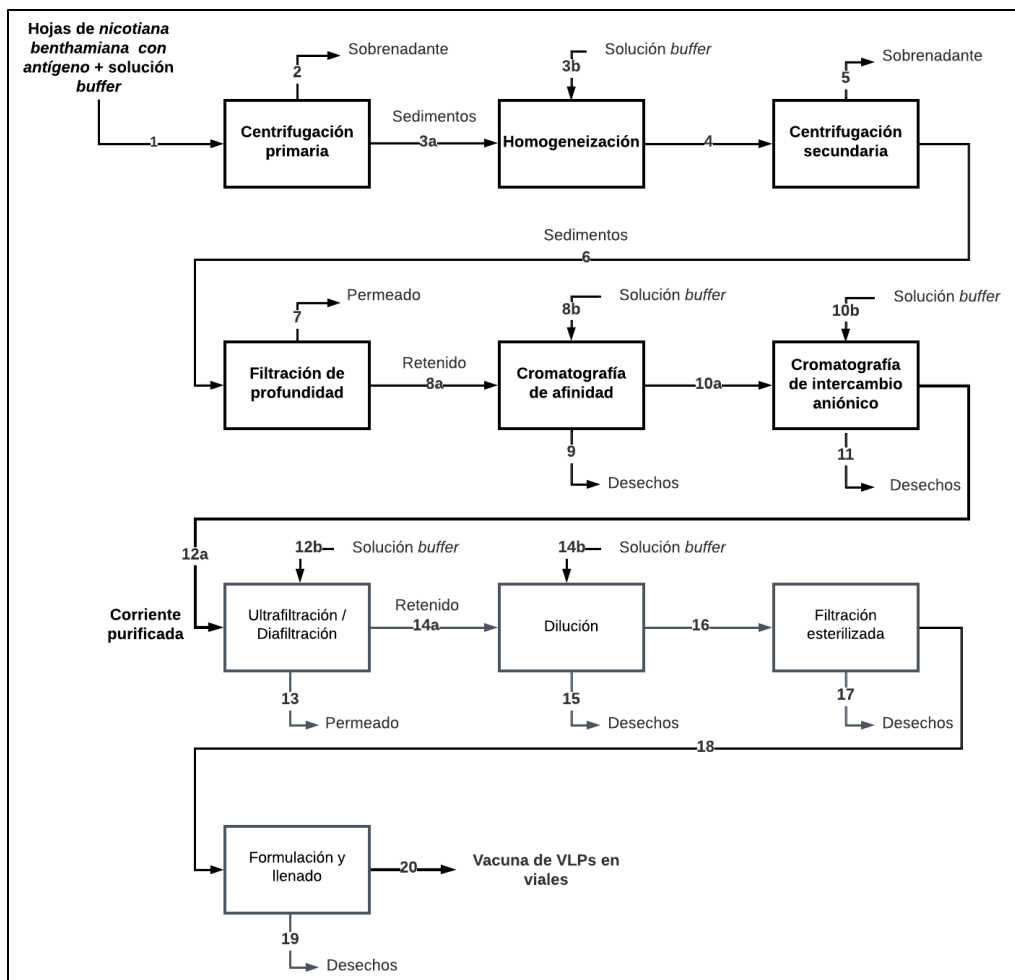 Hojas de nicotiana
benthamiana con
antígeno + solución
buffer
1
2
Sobrenadante
Centrifugación
primaria
Sedimentos
3a
3b
Solución buffer
Homogeneización
4
5
Sobrenadante
Centrifugación
secundaria
Sedimentos
6
7
Permeado
Filtración de
profundidad
Retenido
8a
8b
Solución buffer
Cromatografía
de afinidad
9
Desechos
10a
10b
Solución buffer
Cromatografía
de intercambio
aniónico
11
Desechos
12a
Corriente
purificada
12b
Solución buffer
Ultrafiltración /
Diafiltración
13
Permeado
Retenido
14a
14b
Solución buffer
Dilución
15
Desechos
16
Filtración
esterilizada
17
Desechos
18
Formulación y
llenado
19
Desechos
20
Vacuna de VLPs en
viales